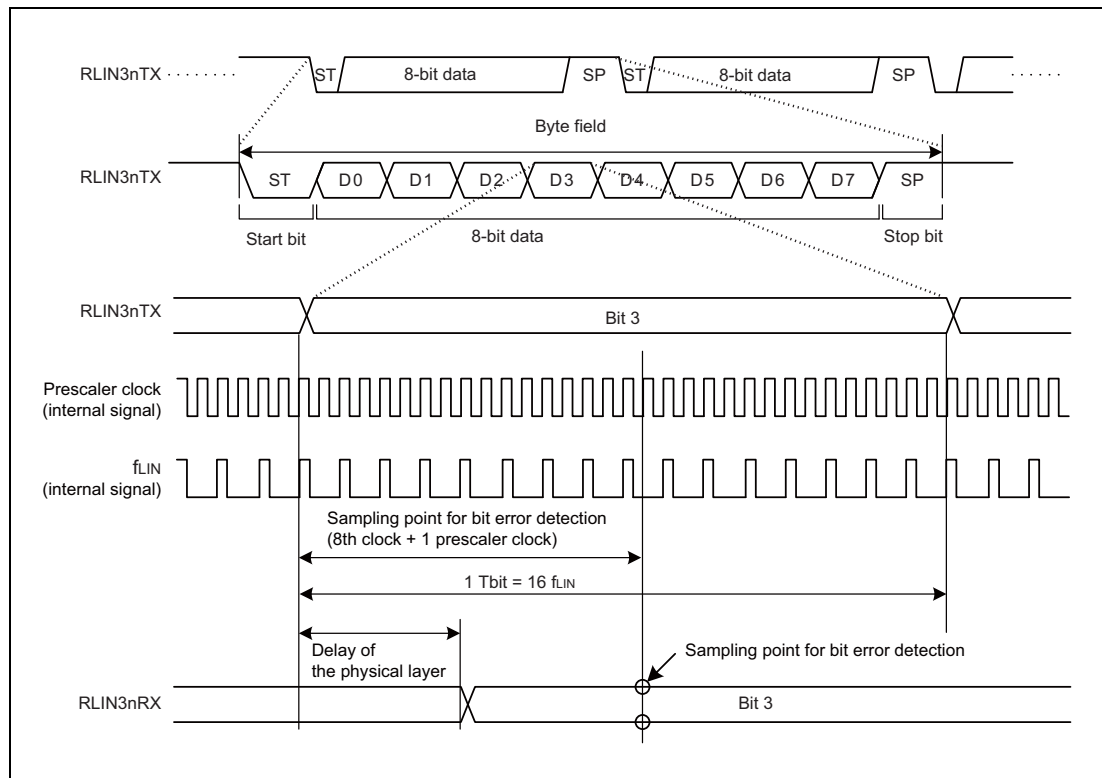 RLIN3nTX ST 8-bit data SP ST 8-bit data SP
Byte field
RLIN3nTX ST D0 D1 D2 D3 D4 D5 D6 D7 SP
Start bit 8-bit data Stop bit
RLIN3nTX Bit 3
Prescaler clock
(internal signal)
fLIN
(internal signal)
Sampling point for bit error detection
(8th clock + 1 prescaler clock)
1 Tbit = 16 fLIN
Delay of
the physical layer
Sampling point for bit error detection
RLIN3nRX Bit 3